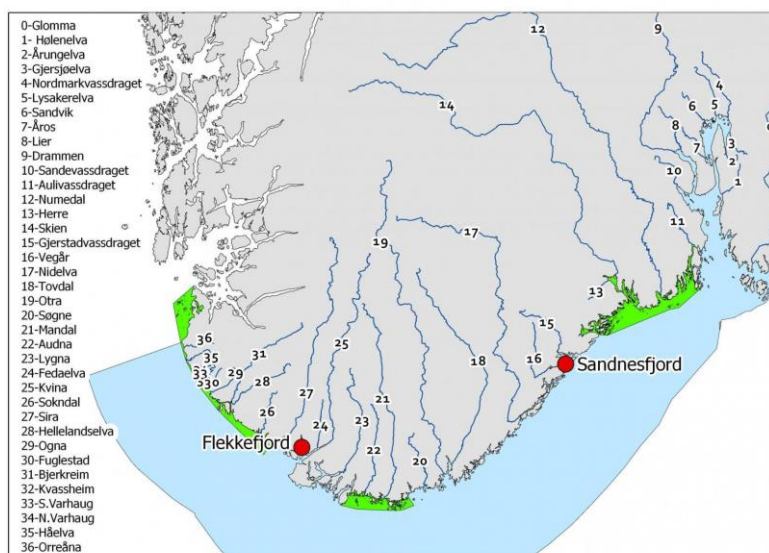 0-Glomma
1- Hølenelva
2-Årungelva
3-Gjersjøelva
4-Nordmarkvassdraget
5-Lysakerelva
6-Sandvik
7-Åros
8-Lier
9-Drammen
10-Sandevassdraget
11-Aulivassdraget
12-Numedal
13-Herre
14-Skien
15-Gjerstadvassdraget
16-Vegår
17-Nidelva
18-Tovdal
19-Otra
20-Søgne
21-Mandal
22-Audna
23-Lygna
24-Fedaelva
25-Kvina
26-Sokndal
27-Sira
28-Hellelandselva
29-Ogna
30-Fuglestad
31-Bjerkreim
32-Kvassheim
33-S.Varhaug
34-N.Varhaug
35-Håelva
36-Orreåna
12
9
14
4
5
6
8
3
7
2
10
1
17
11
19
13
15
36
35
31
25
33
30
29
28
16
18
Sandnesfjord
27
21
26
23
24
Flekkefjord
20
22